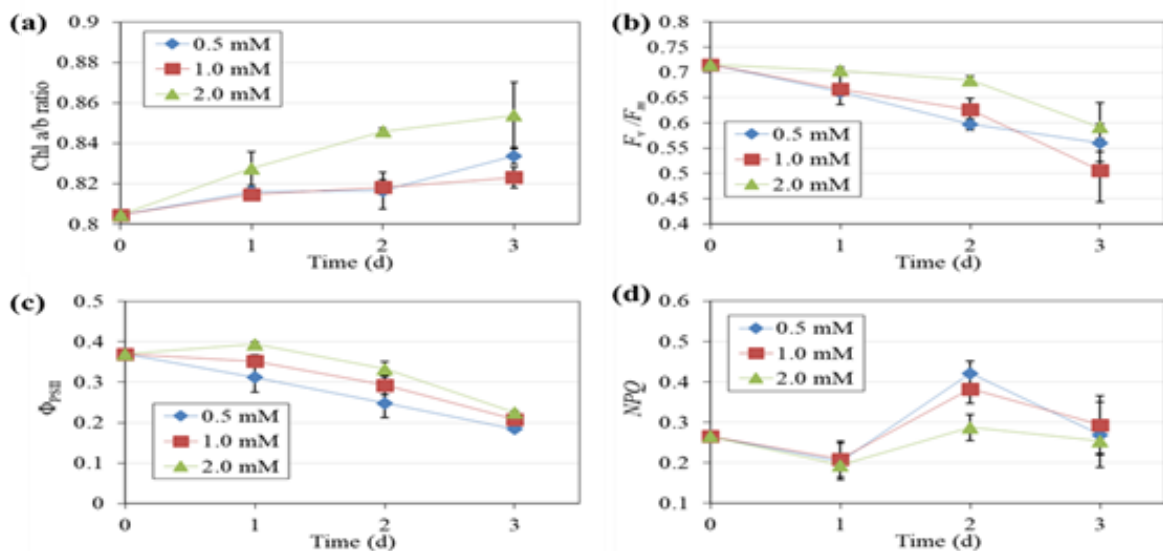 (a)
0.9
0.88
0.86
0.84
0.82
0.8
Chl a/b ratio
0.5 mM
1.0 mM
2.0 mM
0 1 2 3
Time (d)
(b)
0.8
0.75
0.7
0.65
0.6
0.55
0.5
0.45
0.4
Fv/Fm
0.5 mM
1.0 mM
2.0 mM
0 1 2 3
Time (d)
(c)
0.5
0.4
0.3
0.2
0.1
0
ΦPSII
0.5 mM
1.0 mM
2.0 mM
0 1 2 3
Time (d)
(d)
0.6
0.5
0.4
0.3
0.2
0.1
NPQ
0.5 mM
1.0 mM
2.0 mM
0 1 2 3
Time (d)